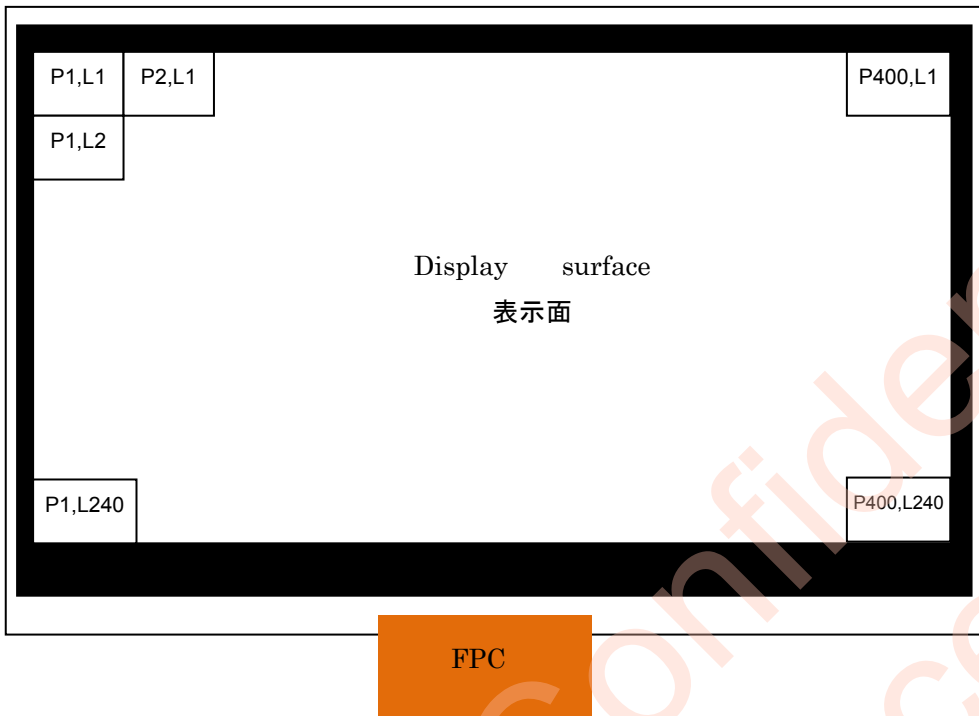 P1,L1 P2,L1 P400,L1
P1,L2
Display surface
表示面
P1,L240 P400,L240
FPC